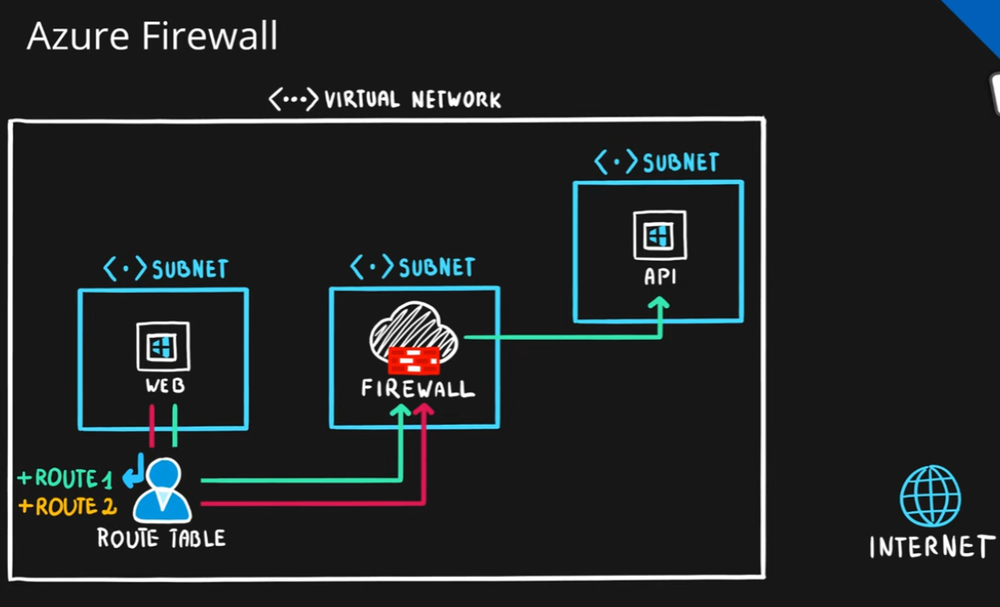 Azure Firewall
<···> VIRTUAL NETWORK
<·> SUBNET
API
<·> SUBNET
WEB
<·> SUBNET
FIREWALL
+ROUTE 1
+ROUTE 2
ROUTE TABLE
INTERNET